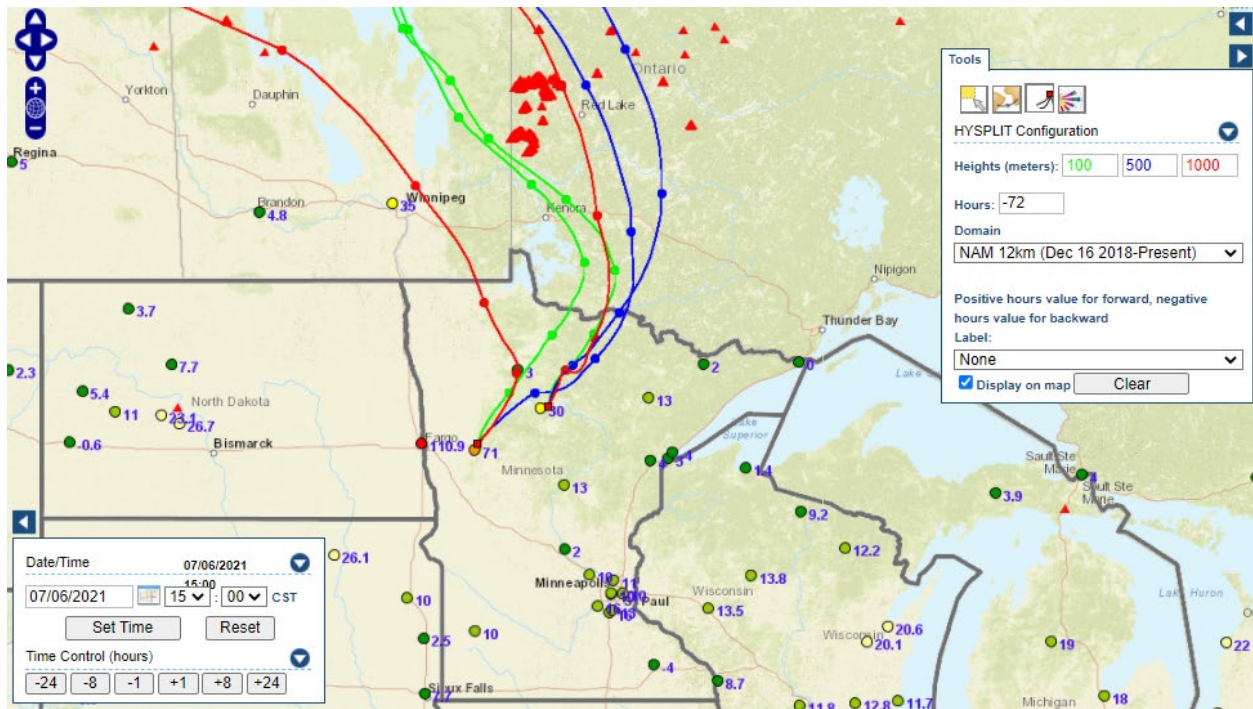 Ontario
Yorkton
Dauphin
Red Lake
Regina
5
Winnipeg
Brandon
4.8
35
Kenora
Nipigon
3.7
Thunder Bay
7.7
2.3
3
2
0
5.4
North Dakota
11
23.1
26.7
30
13
Lake Superior
-0.6
Bismarck
Fargo
110.9
71
Minnesota
1.4
Sault Ste Marie
4
Sault Ste Marie
13
3.9
9.2
26.1
2
12.2
Minneapolis
11
13.8
Lake Huron
10
St Paul
Wisconsin
13.5
2.5
10
Wisconsin
20.6
20.1
19
22
-4
8.7
Sioux Falls
Michigan
18
11.8
12.8
11.7
Tools
HYSPLIT Configuration
Heights (meters): 100 500 1000
Hours: -72
Domain
NAM 12km (Dec 16 2018-Present)
Positive hours value for forward, negative
hours value for backward
Label:
None
Display on map Clear
Date/Time 07/06/2021
15:00
07/06/2021 15 : 00 CST
Set Time Reset
Time Control (hours)
-24 -8 -1 +1 +8 +24